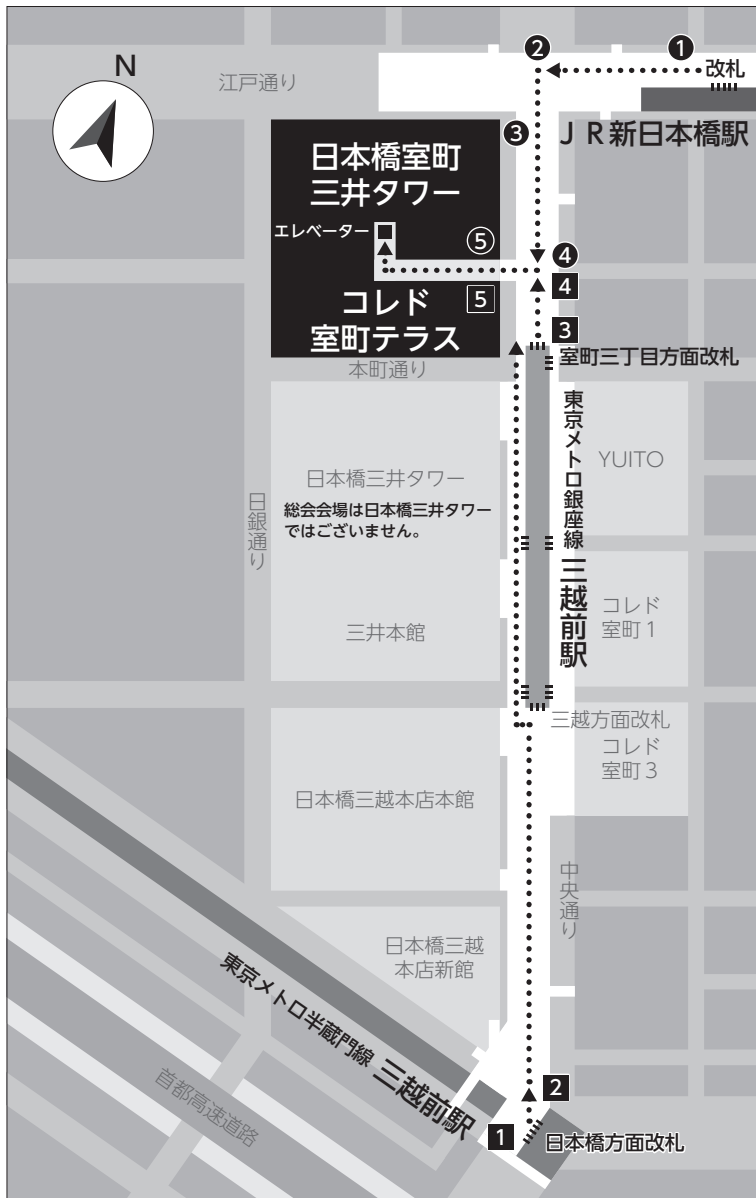 N
江戸通り
❷
❶
改札
❸
ＪＲ新日本橋駅
日本橋室町
三井タワー
エレベーター
⑤
❹
4
コレド
室町テラス
5
3
室町三丁目方面改札
本町通り
東京メトロ銀座線
三越前駅
YUITO
日本橋三井タワー
総会会場は日本橋三井タワー
ではございません。
日銀通り
コレド
室町1
三井本館
三越方面改札
コレド
室町3
日本橋三越本店本館
中央通り
日本橋三越
本店新館
東京メトロ半蔵門線
三越前駅
首都高速道路
2
1
日本橋方面改札